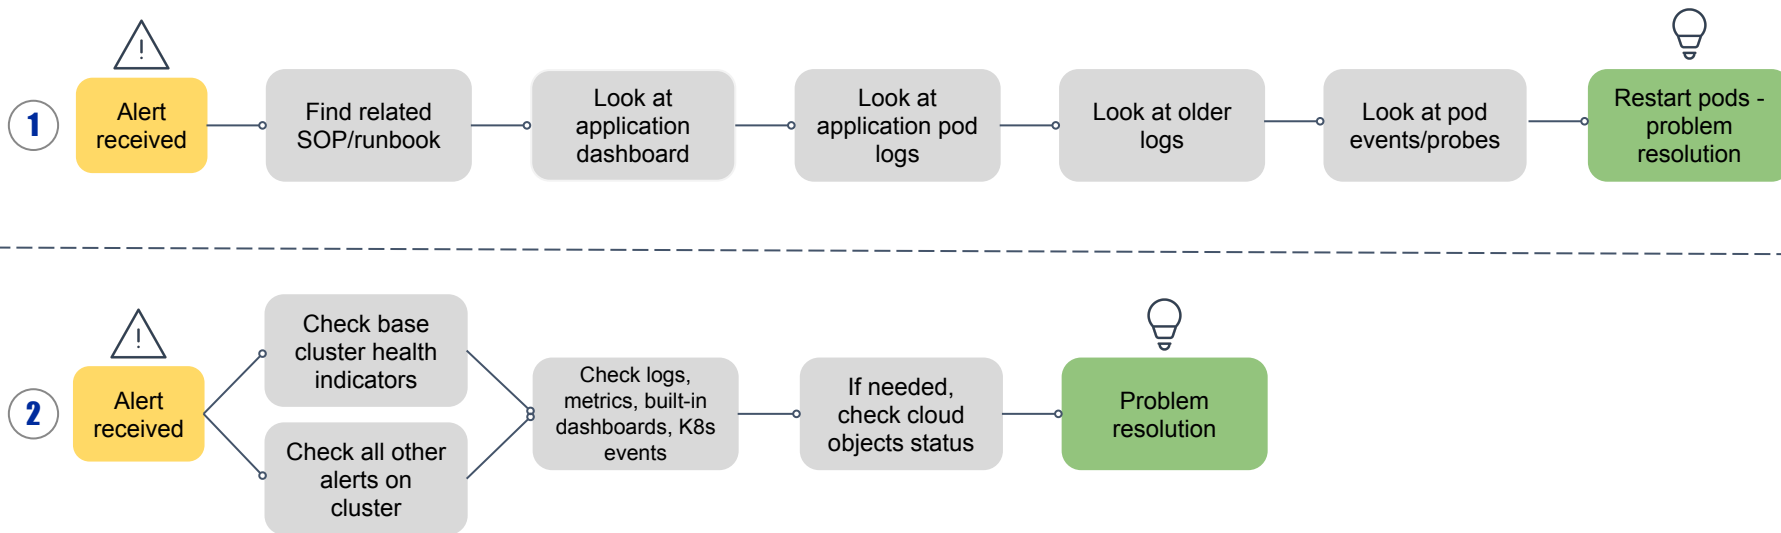 1
Alert
received
Find related
SOP/runbook
Look at
application
dashboard
Look at
application pod
logs
Look at older
logs
Look at pod
events/probes
Restart pods -
problem
resolution
2
Alert
received
Check base
cluster health
indicators
Check all other
alerts on
cluster
Check logs,
metrics, built-in
dashboards, K8s
events
If needed,
check cloud
objects status
Problem
resolution